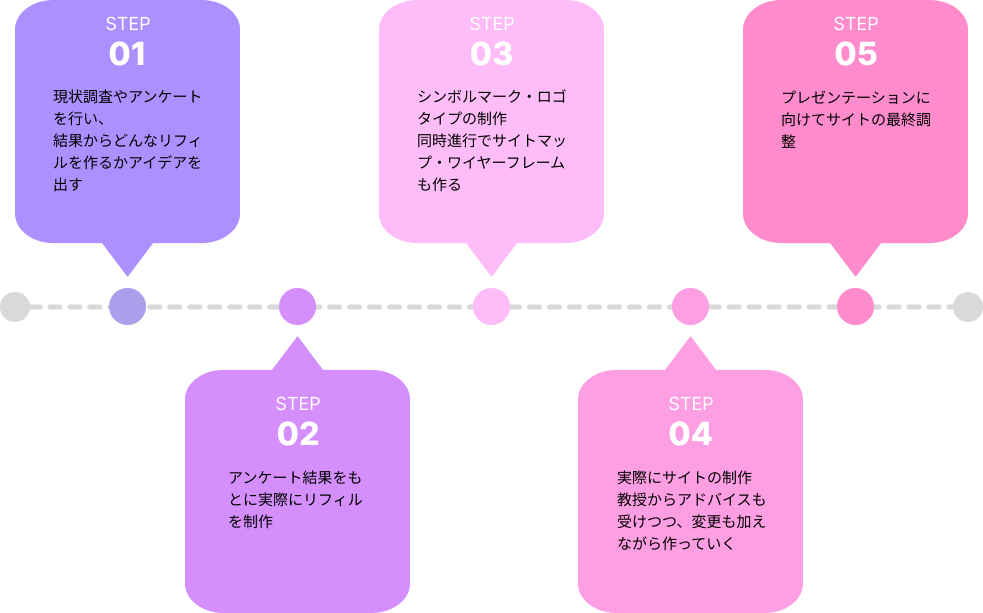 STEP
01
現状調査やアンケート
を行い、
結果からどんなリフィ
ルを作るかアイデアを
出す
STEP
02
アンケート結果をも
とに実際にリフィル
を制作
STEP
03
シンボルマーク・ロゴ
タイプの制作
同時進行でサイトマッ
プ・ワイヤーフレーム
も作る
STEP
04
実際にサイトの制作
教授からアドバイスも
受けつつ、変更も加え
ながら作っていく
STEP
05
プレゼンテーションに
向けてサイトの最終調
整